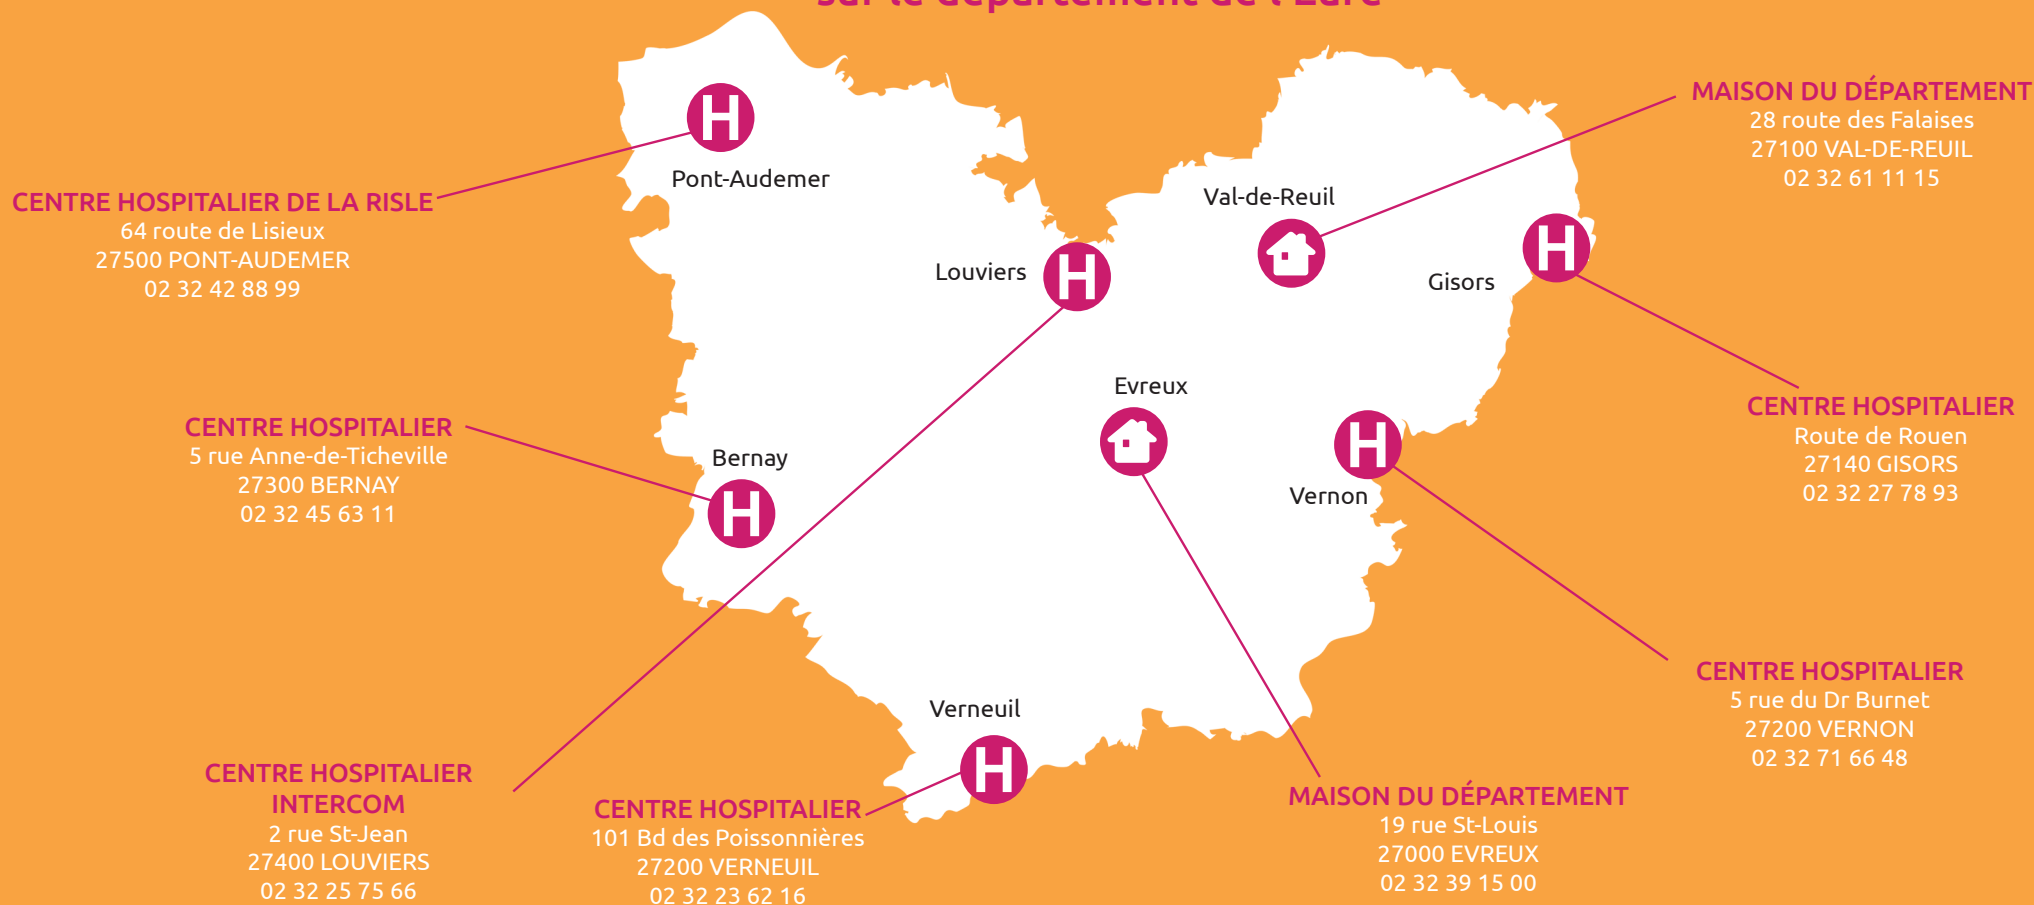 sur le département de l'Eure
Pont-Audemer
CENTRE HOSPITALIER DE LA RISLE
64 route de Lisieux
27500 PONT-AUDEMER
02 32 42 88 99
MAISON DU DÉPARTEMENT
28 route des Falaises
27100 VAL-DE-REUIL
02 32 61 11 15
Val-de-Reuil
Louviers
Gisors
Evreux
CENTRE HOSPITALIER
5 rue Anne-de-Ticheville
27300 BERNAY
02 32 45 63 11
Bernay
Vernon
CENTRE HOSPITALIER
Route de Rouen
27140 GISORS
02 32 27 78 93
CENTRE HOSPITALIER
5 rue du Dr Burnet
27200 VERNON
02 32 71 66 48
Verneuil
CENTRE HOSPITALIER
INTERCOM
2 rue St-Jean
27400 LOUVIERS
02 32 25 75 66
CENTRE HOSPITALIER
101 Bd des Poissonnières
27200 VERNEUIL
02 32 23 62 16
MAISON DU DÉPARTEMENT
19 rue St-Louis
27000 EVREUX
02 32 39 15 00
H
H
H
H
H
H